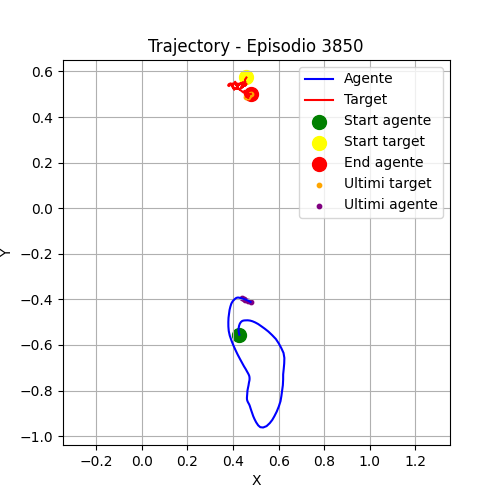 Trajectory - Episodio 3850
Agente
Target
Start agente
Start target
End agente
Ultimi target
Ultimi agente
0.6
0.4
0.2
0.0
−0.2
−0.4
−0.6
−0.8
−1.0
Y
−0.2 0.0 0.2 0.4 0.6 0.8 1.0 1.2
X